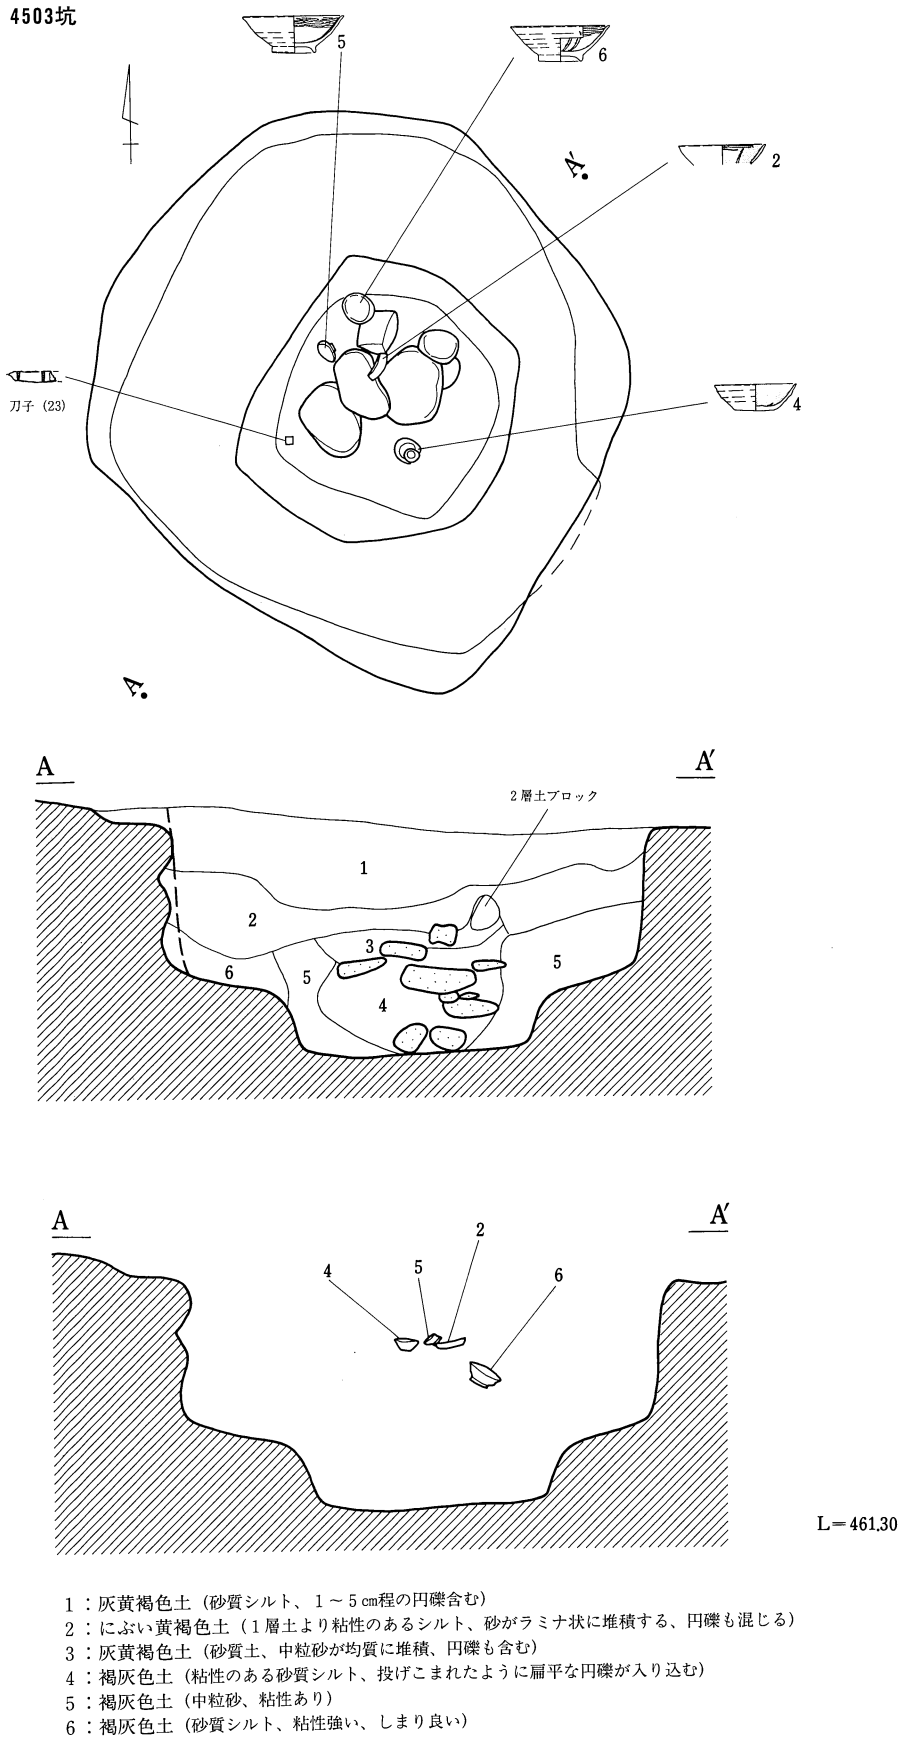 4503坑
5
6
2
A′
刀子 (23)
4
A
A
A′
2層土ブロック
1
2
3
6
5
5
4
A
A′
2
5
4
6
L=461.30
1：灰黄褐色土（砂質シルト、1～5cm程の円礫含む）
2：にぶい黄褐色土（1層土より粘性のあるシルト、砂がラミナ状に堆積する、円礫も混じる）
3：灰黄褐色土（砂質土、中粒砂が均質に堆積、円礫も含む）
4：褐灰色土（粘性のある砂質シルト、投げこまれたように扁平な円礫が入り込む）
5：褐灰色土（中粒砂、粘性あり）
6：褐灰色土（砂質シルト、粘性強い、しまり良い）